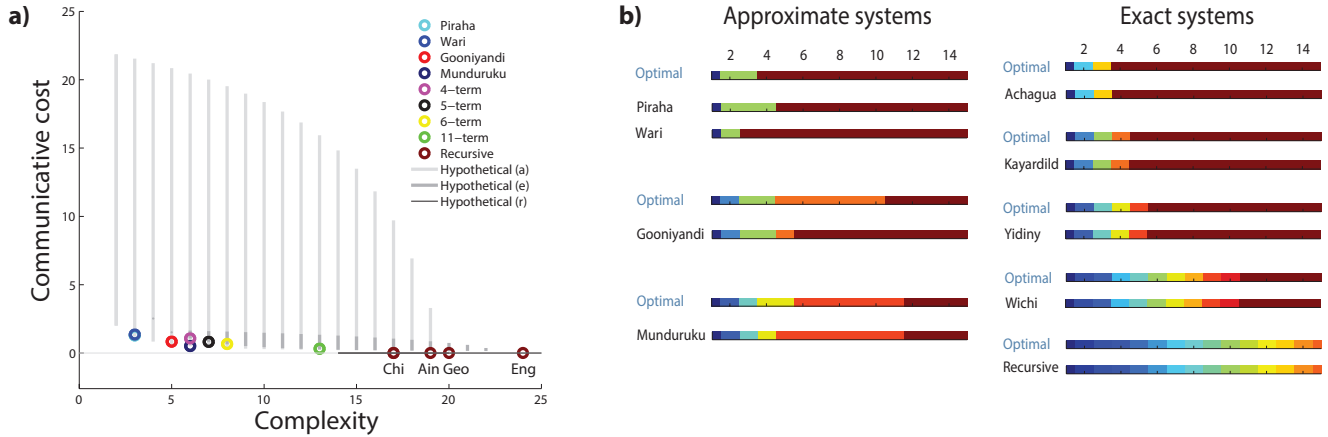 a)
Communicative cost
25
20
15
10
5
0
0
5
10
15
20
25
Complexity
Piraha
Wari
Gooniyandi
Munduruku
4−term
5−term
6−term
11−term
Recursive
Hypothetical (a)
Hypothetical (e)
Hypothetical (r)
Chi
Ain
Geo
Eng
b)
Approximate systems
2 4 6 8 10 12 14
Optimal
Piraha
Wari
Optimal
Gooniyandi
Optimal
Munduruku
Exact systems
2 4 6 8 10 12 14
Optimal
Achagua
Optimal
Kayardild
Optimal
Yidiny
Optimal
Wichi
Optimal
Recursive